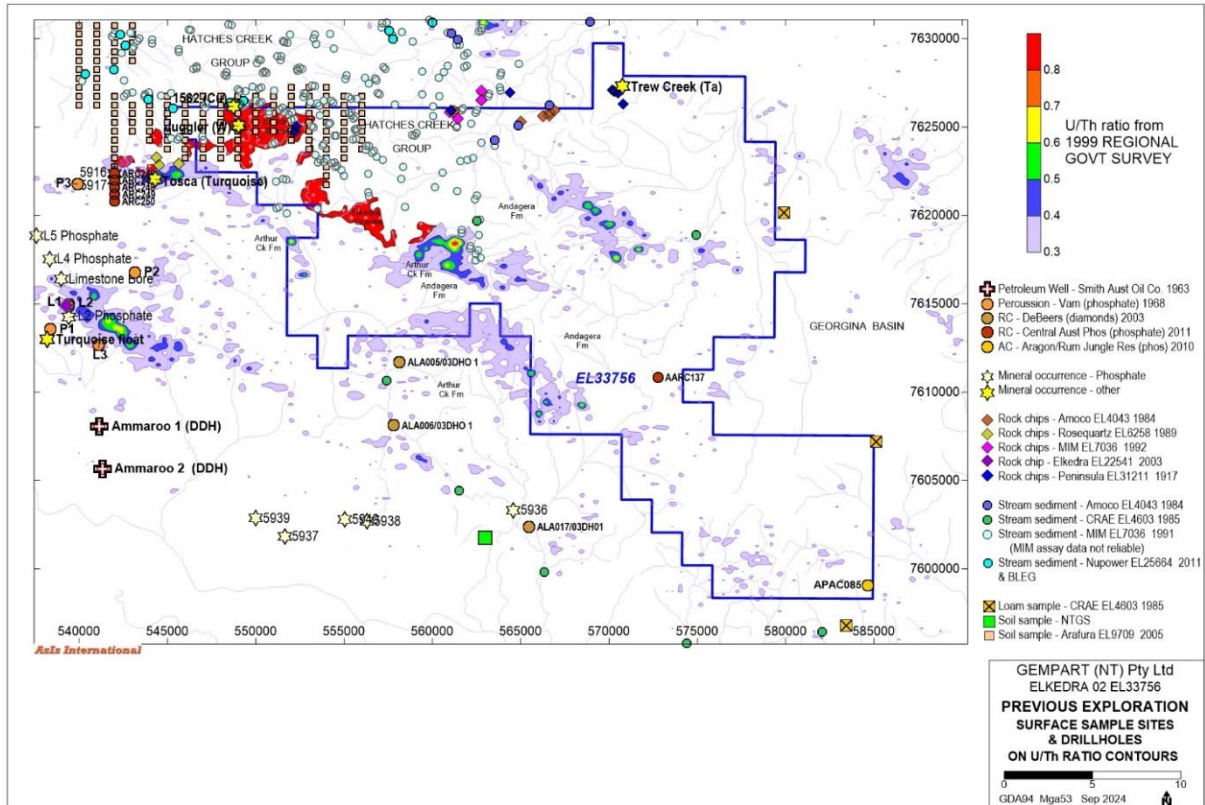 HATCHES CREEK
GROUP
HATCHES CREEK
GROUP
Trew Creek (Ta)
Tosca (Turquoise)
5916
5917
P3
ARC250
L5 Phosphate
L4 Phosphate
Limestone Bore
P2
L1
L2
L2 Phosphate
P1
Turquoise float
L3
Arthur
Ck Fm
Arthur
Ck Fm
Andagera
Fm
Andagera
Fm
Andagera
Fm
Arthur
Ck Fm
GEORGINA BASIN
EL33756
AARC137
ALA005/03DHO 1
ALA006/03DHO 1
Ammaroo 1 (DDH)
Ammaroo 2 (DDH)
5939
5937
5938
5936
ALA017/03DH01
APAC085
7630000
7625000
7620000
7615000
7610000
7605000
7600000
540000
545000
550000
555000
560000
565000
570000
575000
580000
585000
AsIs International
0.8
0.7
0.6
0.5
0.4
0.3
U/Th ratio from
1999 REGIONAL
GOVT SURVEY
Petroleum Well - Smith Aust Oil Co. 1963
Percussion - Vam (phosphate) 1968
RC - DeBeers (diamonds) 2003
RC - Central Aust Phos (phosphate) 2011
AC - Aragon/Rum Jungle Res (phos) 2010
Mineral occurrence - Phosphate
Mineral occurrence - other
Rock chips - Amoco EL4043 1984
Rock chips - Rosequartz EL6258 1989
Rock chips - MIM EL7036 1992
Rock chip - Elkedra EL22541 2003
Rock chips - Peninsula EL31211 1917
Stream sediment - Amoco EL4043 1984
Stream sediment - CRAE EL4603 1985
Stream sediment - MIM EL7036 1991
(MIM assay data not reliable)
Stream sediment - Nupower EL25664 2011
& BLEG
Loam sample - CRAE EL4603 1985
Soil sample - NTGS
Soil sample - Arafura EL9709 2005
GEMPART (NT) Pty Ltd
ELKEDRA 02 EL33756
PREVIOUS EXPLORATION
SURFACE SAMPLE SITES
& DRILLHOLES
ON U/Th RATIO CONTOURS
0 5 10
GDA94 Mga53 Sep 2024
N